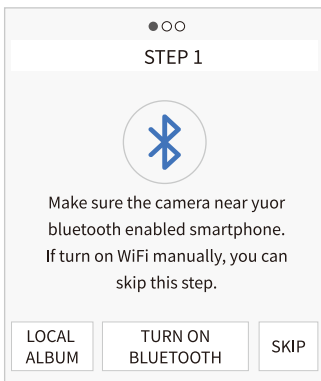 STEP 1
Make sure the camera near yuor
bluetooth enabled smartphone.
If turn on WiFi manually, you can
skip this step.
LOCAL
ALBUM
TURN ON
BLUETOOTH
SKIP